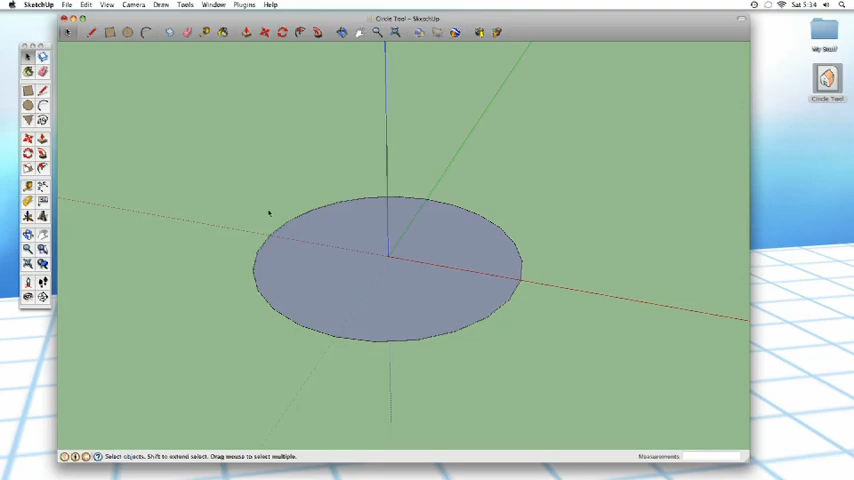 SketchUp File Edit View Camera Draw Tools Window Plugins Help Sat 5:34
Circle Tool - SketchUp
My Stuff
Circle Tool
Select objects. Shift to extend select. Drag mouse to select multiple. Measurements